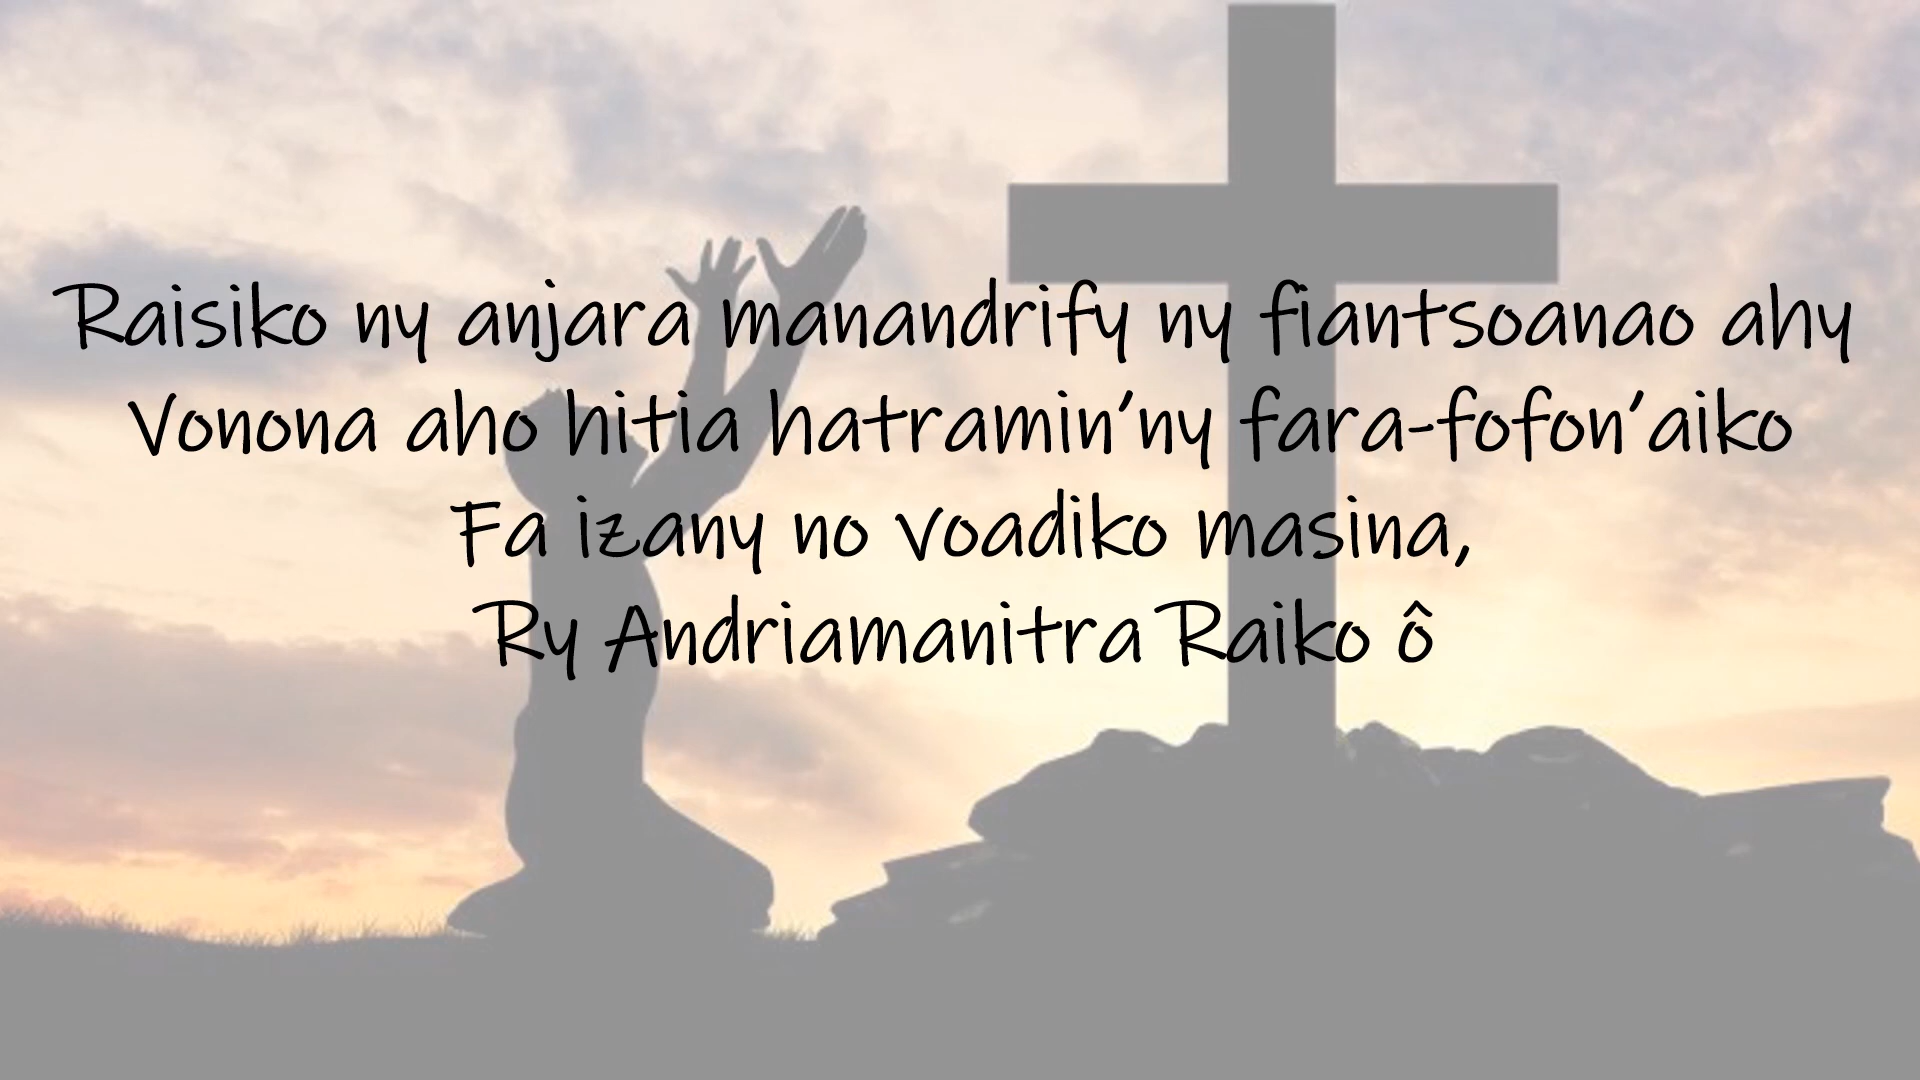 Raisiko ny anjara manandrify ny fiantsoanao ahy
Vonona aho hitia hatramin’ny fara-fofon’aiko
Fa izany no voadiko masina,
Ry Andriamanitra Raiko ô